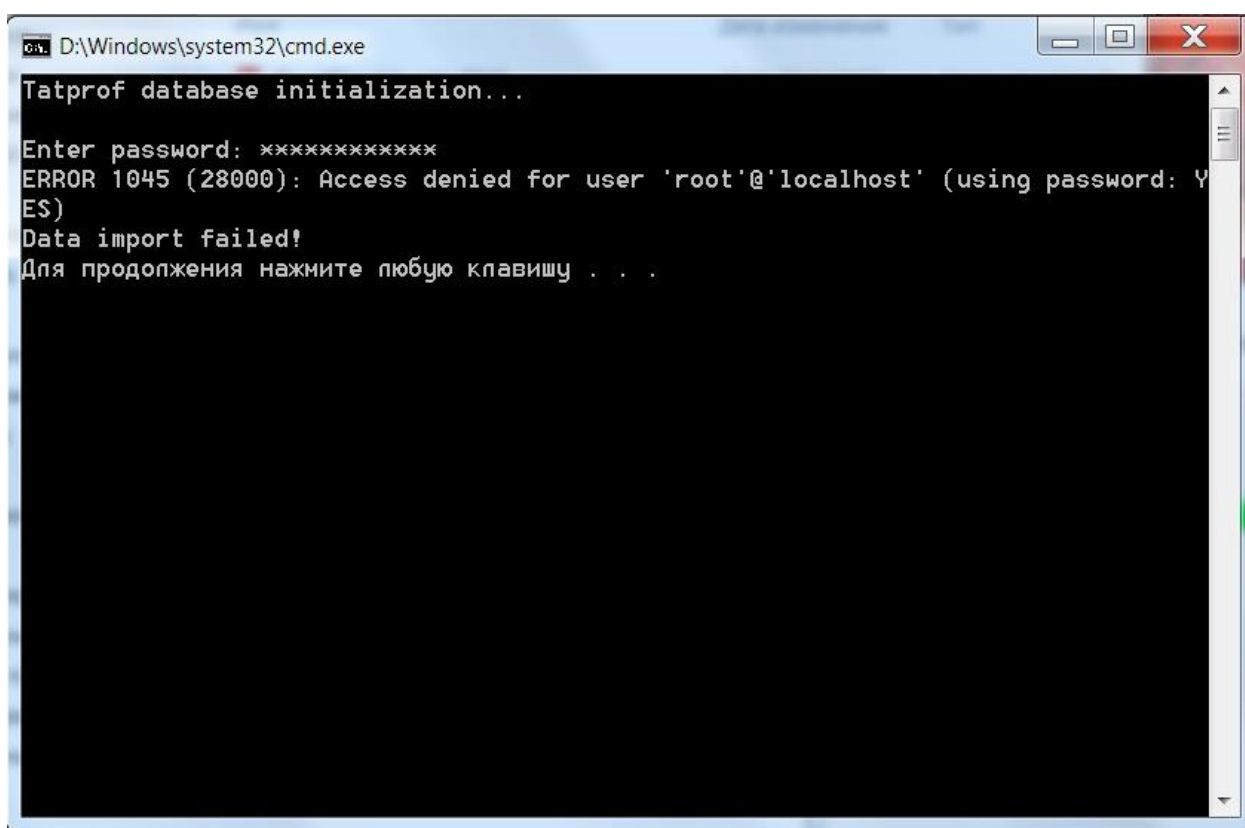 D:\Windows\system32\cmd.exe
Tatprof database initialization...
Enter password: ************
ERROR 1045 (28000): Access denied for user 'root'@'localhost' (using password: Y
ES)
Data import failed!
Для продолжения нажмите любую клавишу . . .